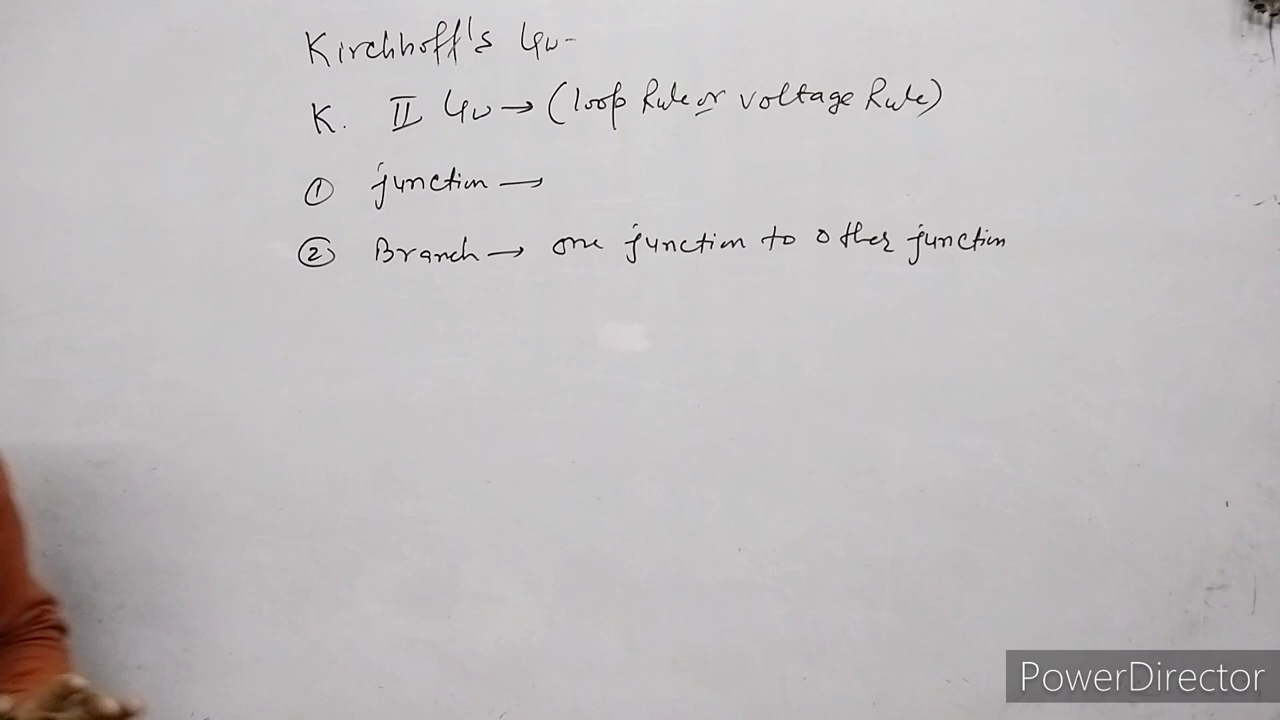 Kirchhoff's Law-
K. II Law → (loop Rule or voltage Rule)
① junction →
② Branch → one junction to other junction
PowerDirector